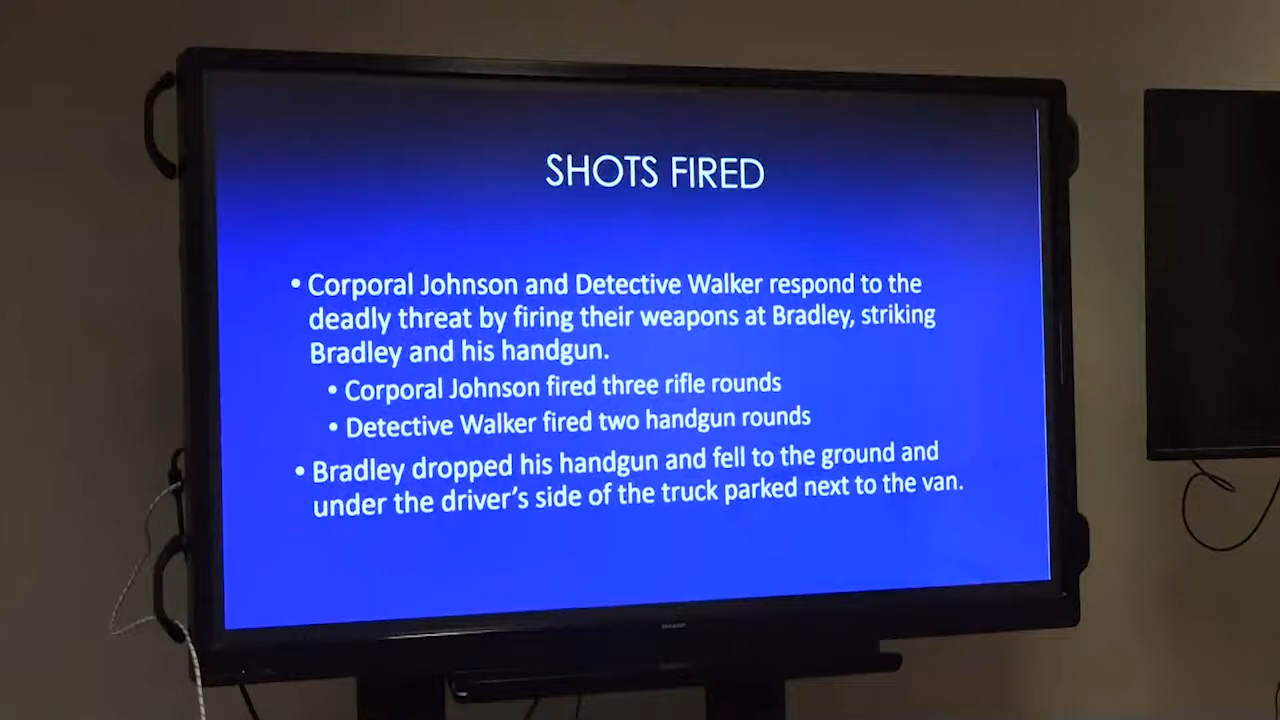 SHOTS FIRED
• Corporal Johnson and Detective Walker respond to the
deadly threat by firing their weapons at Bradley, striking
Bradley and his handgun.
• Corporal Johnson fired three rifle rounds
• Detective Walker fired two handgun rounds
• Bradley dropped his handgun and fell to the ground and
under the driver's side of the truck parked next to the van.
SHARP